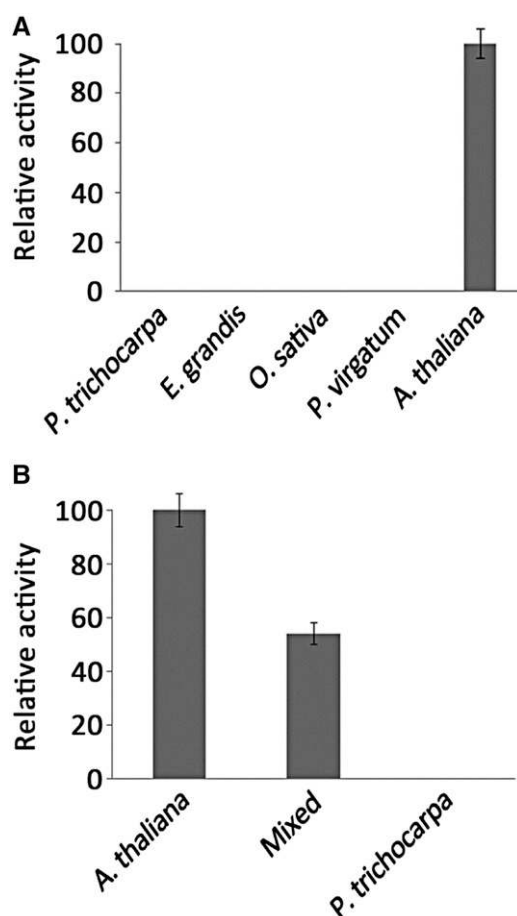 A
Relative activity
100
80
60
40
20
0
P. trichocarpa
E. grandis
O. sativa
P. virgatum
A. thaliana
B
Relative activity
100
80
60
40
20
0
A. thaliana
Mixed
P. trichocarpa